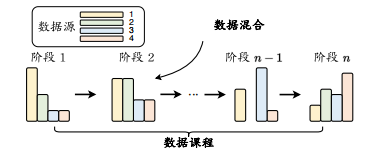 数据源
1
2
3
4
数据混合
阶段 1
阶段 2
...
阶段 n − 1
阶段 n
数据课程